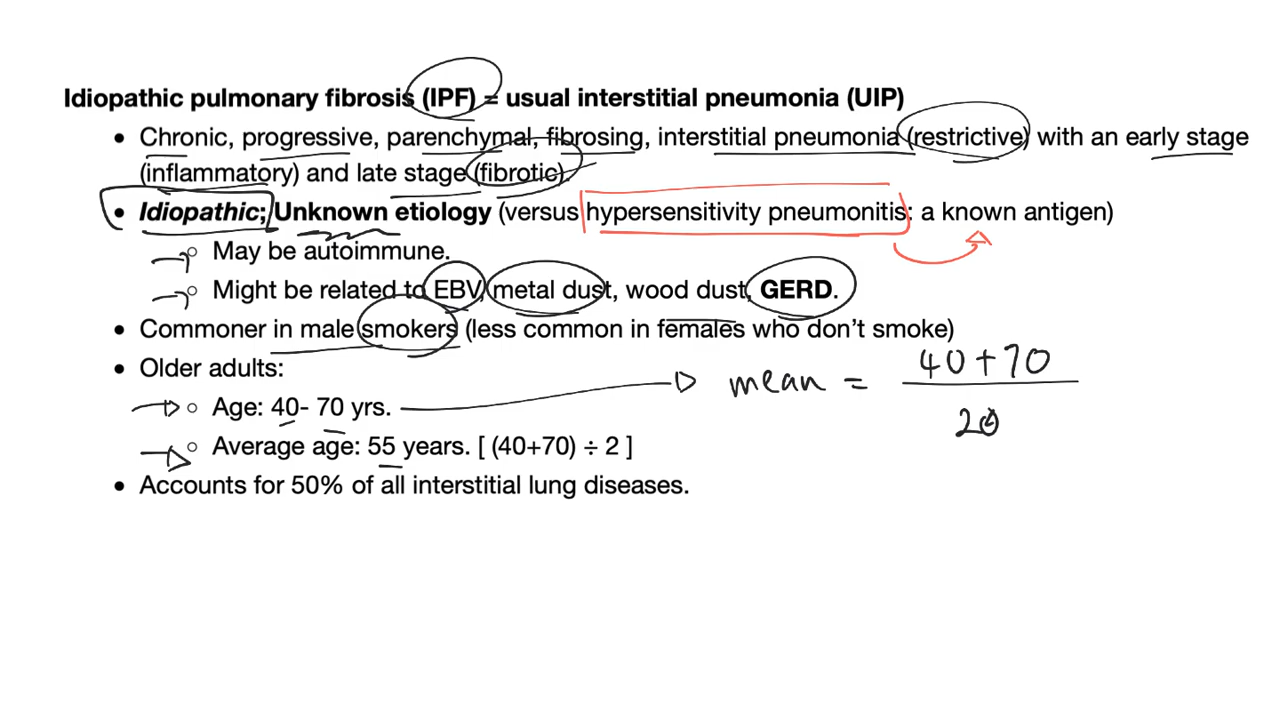 Idiopathic pulmonary fibrosis (IPF) = usual interstitial pneumonia (UIP)
• Chronic, progressive, parenchymal, fibrosing, interstitial pneumonia (restrictive) with an early stage
(inflammatory) and late stage (fibrotic).
• Idiopathic; Unknown etiology (versus hypersensitivity pneumonitis: a known antigen)
○ May be autoimmune.
○ Might be related to EBV, metal dust, wood dust, GERD.
• Commoner in male smokers (less common in females who don't smoke)
• Older adults:
○ Age: 40- 70 yrs.
mean = 40+70
2
○ Average age: 55 years. [ (40+70) ÷ 2 ]
• Accounts for 50% of all interstitial lung diseases.